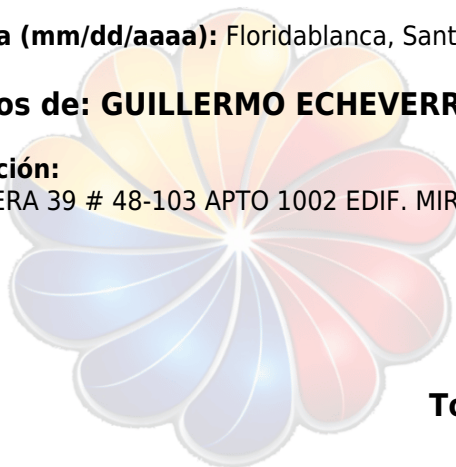 a (mm/dd/aaaa): Floridablanca, Sant
os de: GUILLERMO ECHEVERR
ción:
ERA 39 # 48-103 APTO 1002 EDIF. MIR
To